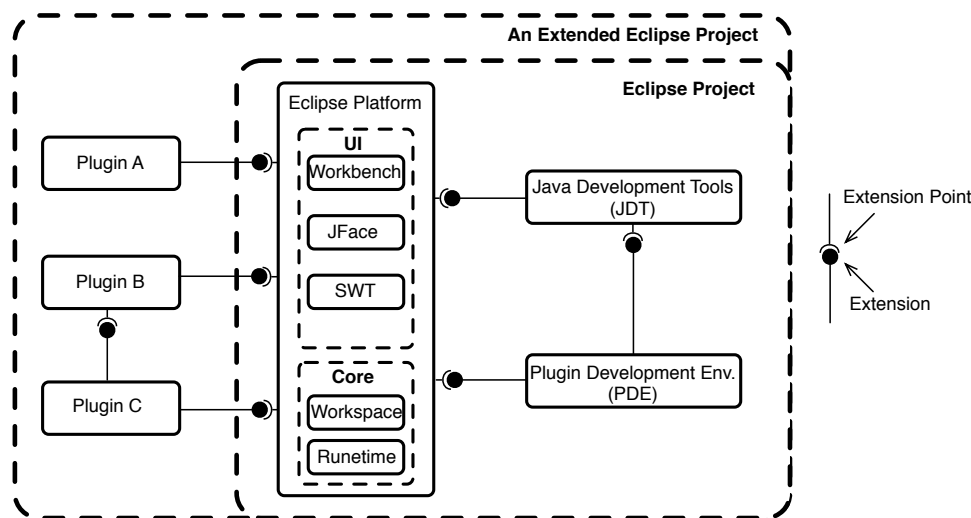 An Extended Eclipse Project
Eclipse Project
Eclipse Platform
UI
Workbench
JFace
SWT
Core
Workspace
Runetime
Plugin A
Plugin B
Plugin C
Java Development Tools
(JDT)
Plugin Development Env.
(PDE)
Extension Point
Extension